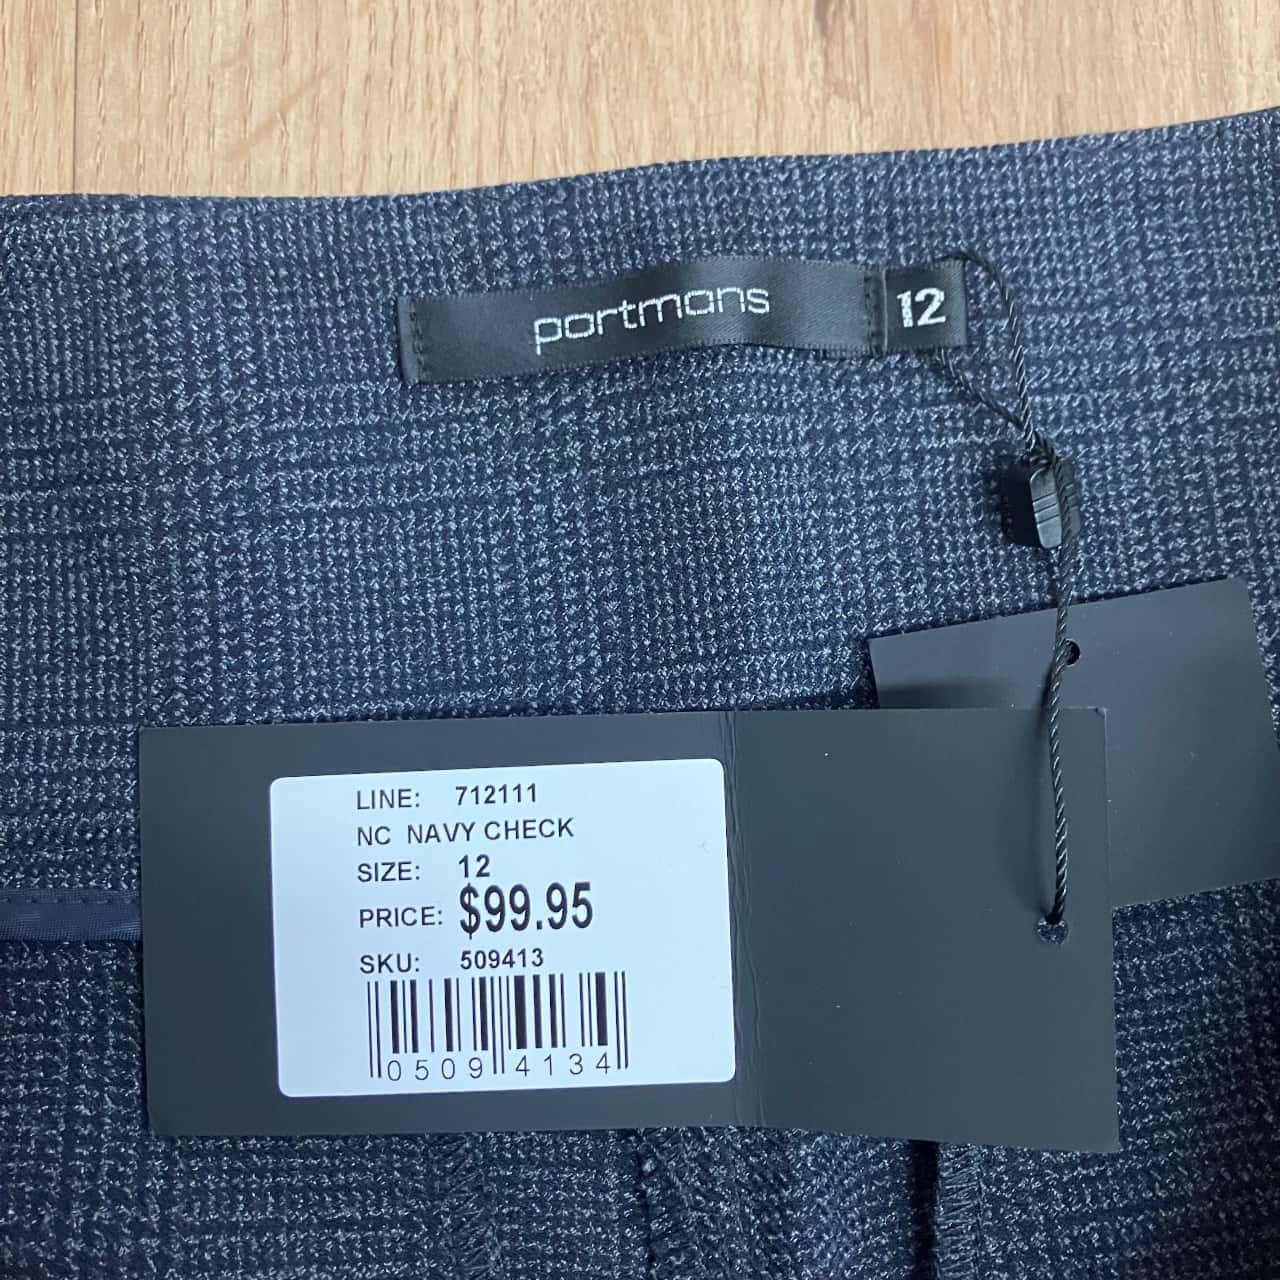 portmans
12
LINE: 712111
NC NAVY CHECK
SIZE: 12
PRICE: $99.95
SKU: 509413
0509 4134